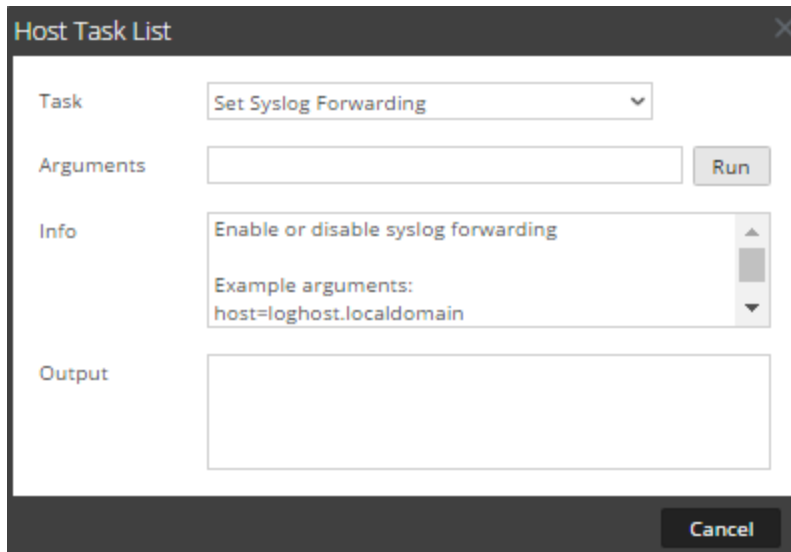 Host Task List
Task
Set Syslog Forwarding
Arguments
Run
Info
Enable or disable syslog forwarding
Example arguments:
host=loghost.localdomain
Output
Cancel